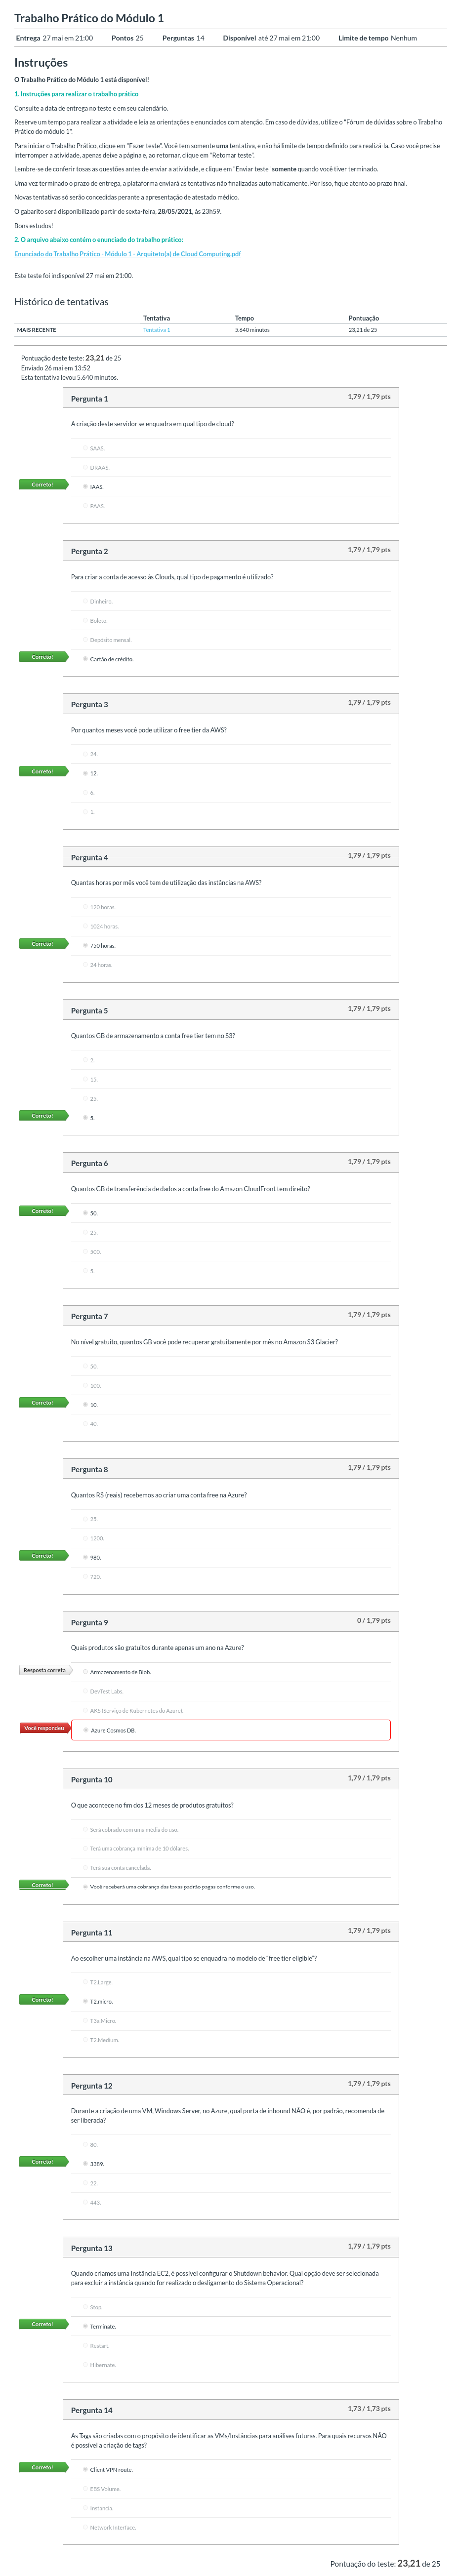 Trabalho Prático do Módulo 1
Entrega 27 mai em 21:00 Pontos 25 Perguntas 14 Disponível até 27 mai em 21:00 Limite de tempo Nenhum
Instruções
O Trabalho Prático do Módulo 1 está disponível!
1. Instruções para realizar o trabalho prático
Consulte a data de entrega no teste e em seu calendário.
Reserve um tempo para realizar a atividade e leia as orientações e enunciados com atenção. Em caso de dúvidas, utilize o "Fórum de dúvidas sobre o Trabalho
Prático do módulo 1".
Para iniciar o Trabalho Prático, clique em "Fazer teste". Você tem somente uma tentativa, e não há limite de tempo definido para realizá-la. Caso você precise
interromper a atividade, apenas deixe a página e, ao retornar, clique em "Retomar teste".
Lembre-se de conferir tosas as questões antes de enviar a atividade, e clique em "Enviar teste" somente quando você tiver terminado.
Uma vez terminado o prazo de entrega, a plataforma enviará as tentativas não finalizadas automaticamente. Por isso, fique atento ao prazo final.
Novas tentativas só serão concedidas perante a apresentação de atestado médico.
O gabarito será disponibilizado partir de sexta-feira, 28/05/2021, às 23h59.
Bons estudos!
2. O arquivo abaixo contém o enunciado do trabalho prático:
Enunciado do Trabalho Prático - Módulo 1 - Arquiteto(a) de Cloud Computing.pdf
Este teste foi indisponível 27 mai em 21:00.
Histórico de tentativas
Tentativa Tempo Pontuação
MAIS RECENTE Tentativa 1 5.640 minutos 23,21 de 25
Pontuação deste teste: 23,21 de 25
Enviado 26 mai em 13:52
Esta tentativa levou 5.640 minutos.
Pergunta 1 1,79 / 1,79 pts
A criação deste servidor se enquadra em qual tipo de cloud?
SAAS.
DRAAS.
Correto! IAAS.
PAAS.
Pergunta 2 1,79 / 1,79 pts
Para criar a conta de acesso às Clouds, qual tipo de pagamento é utilizado?
Dinheiro.
Boleto.
Depósito mensal.
Correto! Cartão de crédito.
Pergunta 3 1,79 / 1,79 pts
Por quantos meses você pode utilizar o free tier da AWS?
24.
Correto! 12.
6.
1.
Pergunta 4 1,79 / 1,79 pts
Quantas horas por mês você tem de utilização das instâncias na AWS?
120 horas.
1024 horas.
Correto! 750 horas.
24 horas.
Pergunta 5 1,79 / 1,79 pts
Quantos GB de armazenamento a conta free tier tem no S3?
2.
15.
25.
Correto! 5.
Pergunta 6 1,79 / 1,79 pts
Quantos GB de transferência de dados a conta free do Amazon CloudFront tem direito?
Correto! 50.
25.
500.
5.
Pergunta 7 1,79 / 1,79 pts
No nível gratuito, quantos GB você pode recuperar gratuitamente por mês no Amazon S3 Glacier?
50.
100.
Correto! 10.
40.
Pergunta 8 1,79 / 1,79 pts
Quantos R$ (reais) recebemos ao criar uma conta free na Azure?
25.
1200.
Correto! 980.
720.
Pergunta 9 0 / 1,79 pts
Quais produtos são gratuitos durante apenas um ano na Azure?
Resposta correta Armazenamento de Blob.
DevTest Labs.
AKS (Serviço de Kubernetes do Azure).
Você respondeu Azure Cosmos DB.
Pergunta 10 1,79 / 1,79 pts
O que acontece no fim dos 12 meses de produtos gratuitos?
Será cobrado com uma média do uso.
Terá uma cobrança mínima de 10 dólares.
Terá sua conta cancelada.
Correto! Você receberá uma cobrança das taxas padrão pagas conforme o uso.
Pergunta 11 1,79 / 1,79 pts
Ao escolher uma instância na AWS, qual tipo se enquadra no modelo de "free tier eligible"?
T2.Large
Correto! T2.micro.
T3a.Micro.
T2.Medium.
Pergunta 12 1,79 / 1,79 pts
Durante a criação de uma VM, Windows Server, no Azure, qual porta de inbound NÃO é, por padrão, recomenda de
ser liberada?
80.
Correto! 3389.
22.
443.
Pergunta 13 1,79 / 1,79 pts
Quando criamos uma Instância EC2, é possível configurar o Shutdown behavior. Qual opção deve ser selecionada
para excluir a instância quando for realizado o desligamento do Sistema Operacional?
Stop.
Correto! Terminate.
Restart.
Hibernate.
Pergunta 14 1,73 / 1,73 pts
As Tags são criadas com o propósito de identificar as VMs/Instâncias para análises futuras. Para quais recursos NÃO
é possível a criação de tags?
Correto! Client VPN route.
EBS Volume.
Instancia.
Network Interface.
Pontuação do teste: 23,21 de 25